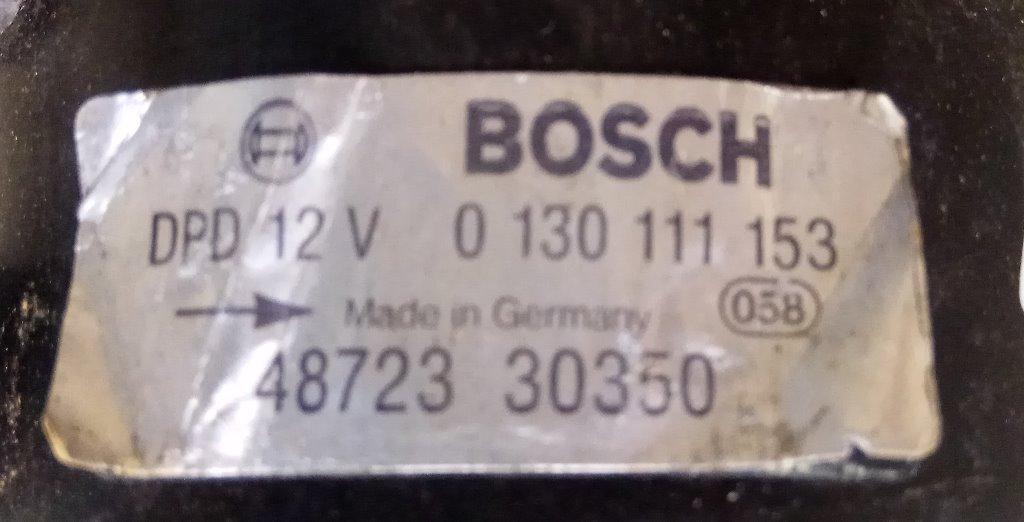 BOSCH
DPD 12 V 0 130 111 153
Made in Germany 058
48723 30350